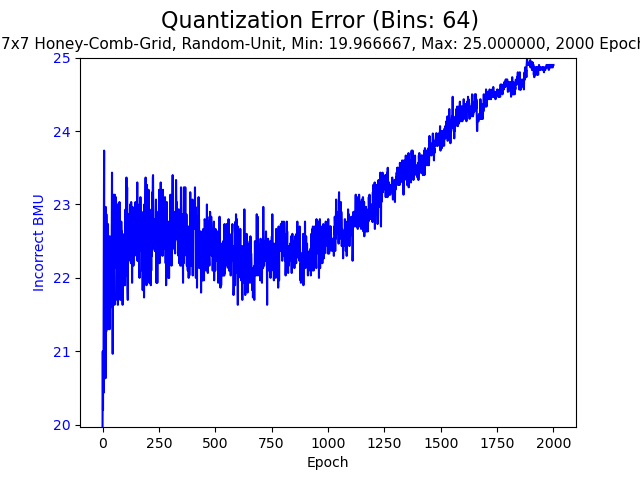 Quantization Error (Bins: 64)
7x7 Honey-Comb-Grid, Random-Unit, Min: 19.966667, Max: 25.000000, 2000 Epoch
25
24
23
22
21
20
Incorrect BMU
0 250 500 750 1000 1250 1500 1750 2000
Epoch